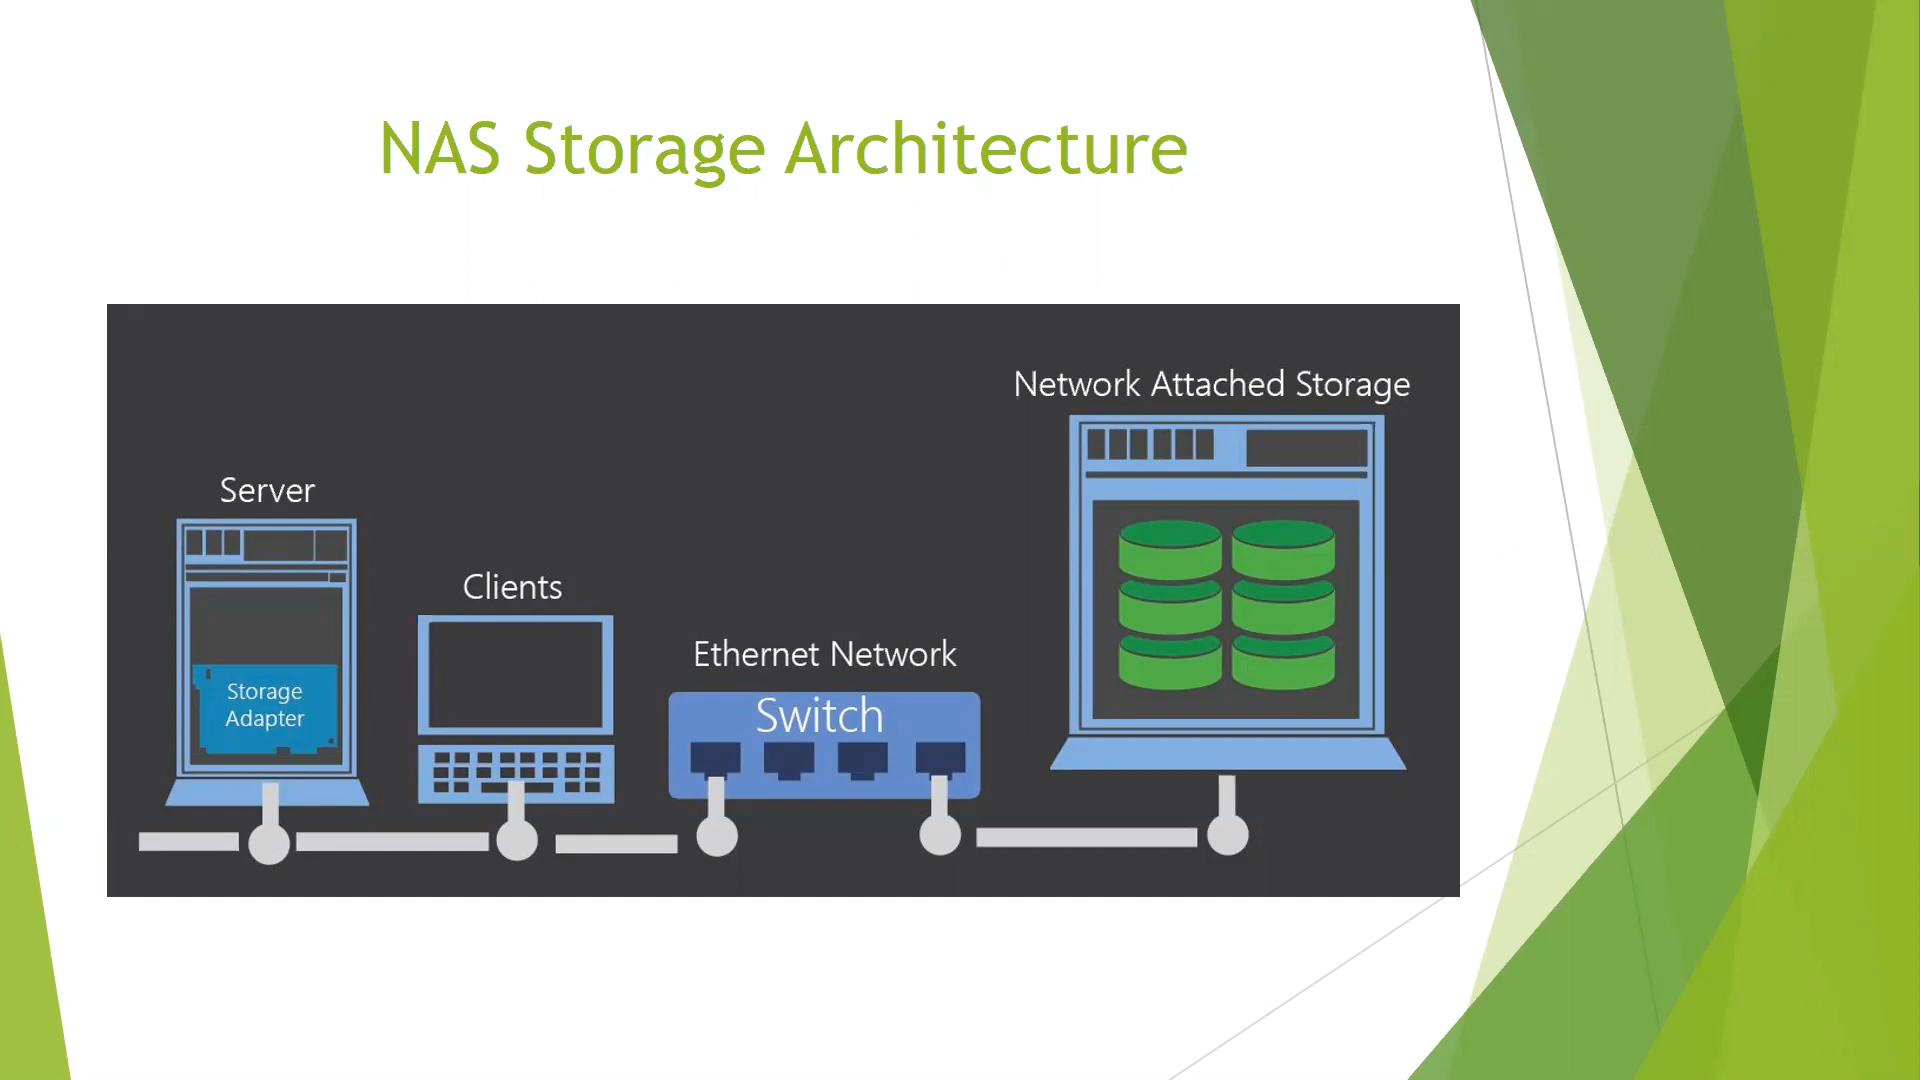 NAS Storage Architecture
Network Attached Storage
Server
Clients
Ethernet Network
Switch
Storage
Adapter